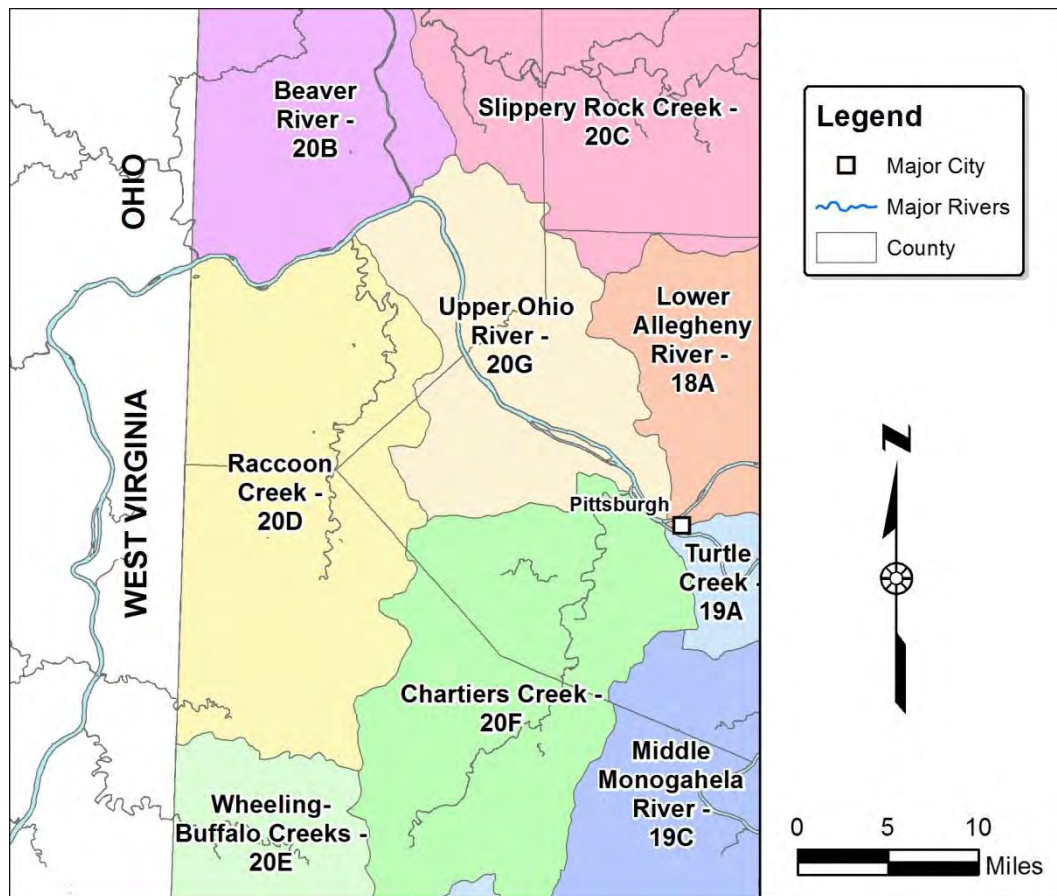 Beaver
River -
20B
Slippery Rock Creek -
20C
OHIO
Upper Ohio
River -
20G
Lower
Allegheny
River -
18A
WEST VIRGINIA
Raccoon
Creek -
20D
Pittsburgh
Turtle
Creek -
19A
Chartiers Creek -
20F
Middle
Monogahela
River -
19C
Wheeling-
Buffalo Creeks -
20E
Legend
Major City
Major Rivers
County
N
0 5 10
Miles